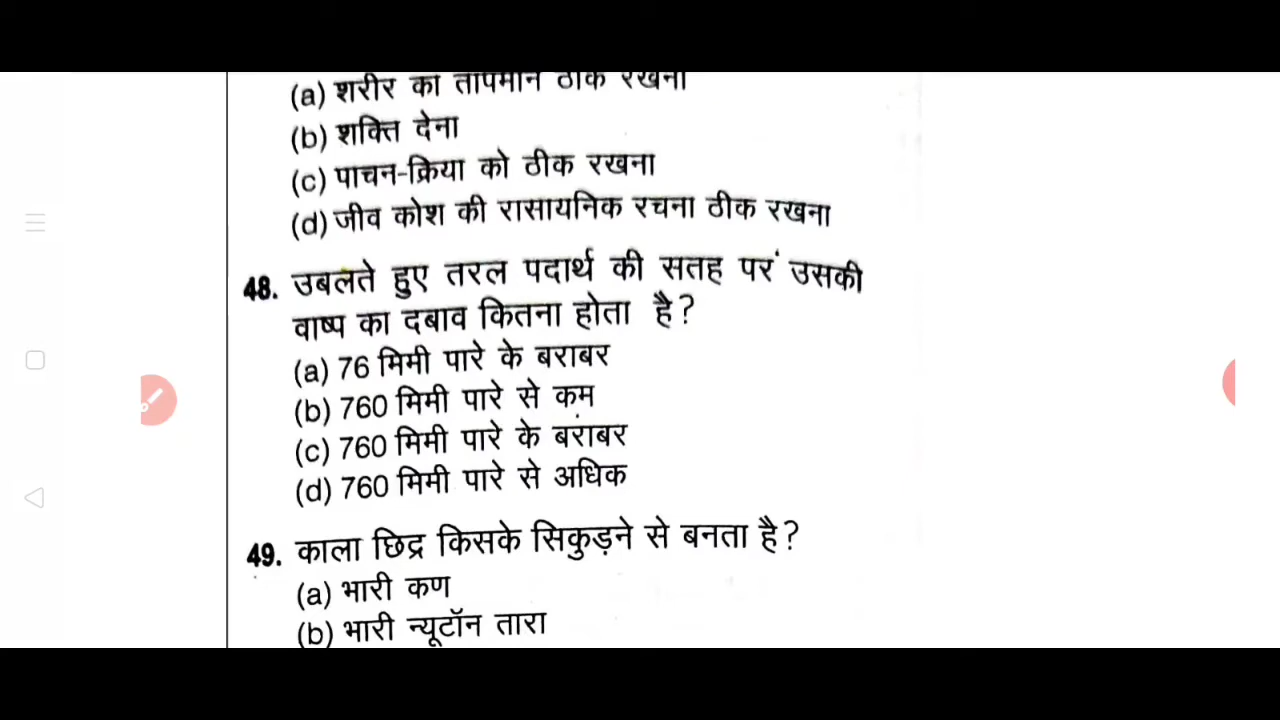 (a) शरीर का तापमान ठीक रखना
(b) शक्ति देना
(c) पाचन-क्रिया को ठीक रखना
(d) जीव कोश की रासायनिक रचना ठीक रखना
48. उबलते हुए तरल पदार्थ की सतह पर उसकी
वाष्प का दबाव कितना होता है?
(a) 76 मिमी पारे के बराबर
(b) 760 मिमी पारे से कम
(c) 760 मिमी पारे के बराबर
(d) 760 मिमी पारे से अधिक
49. काला छिद्र किसके सिकुड़ने से बनता है?
(a) भारी कण
(b) भारी न्यूटॉन तारा